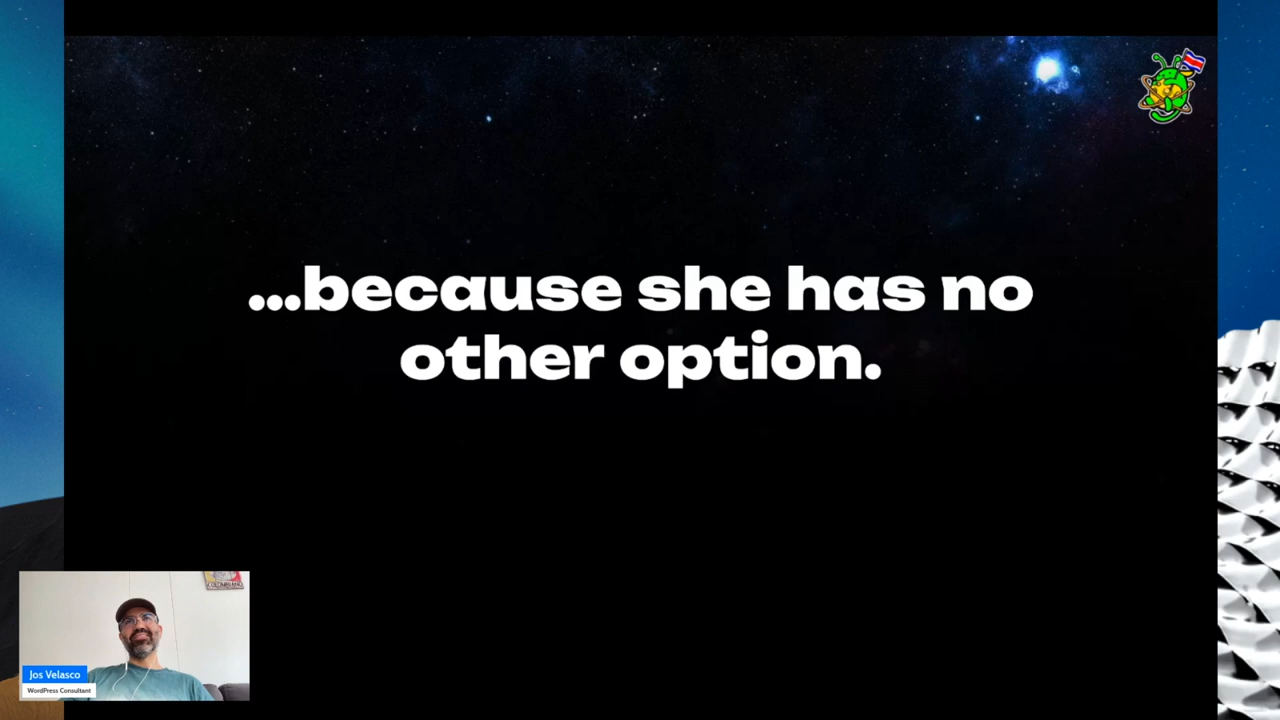 ...because she has no
other option.
Jos Velasco
WordPress Consultant